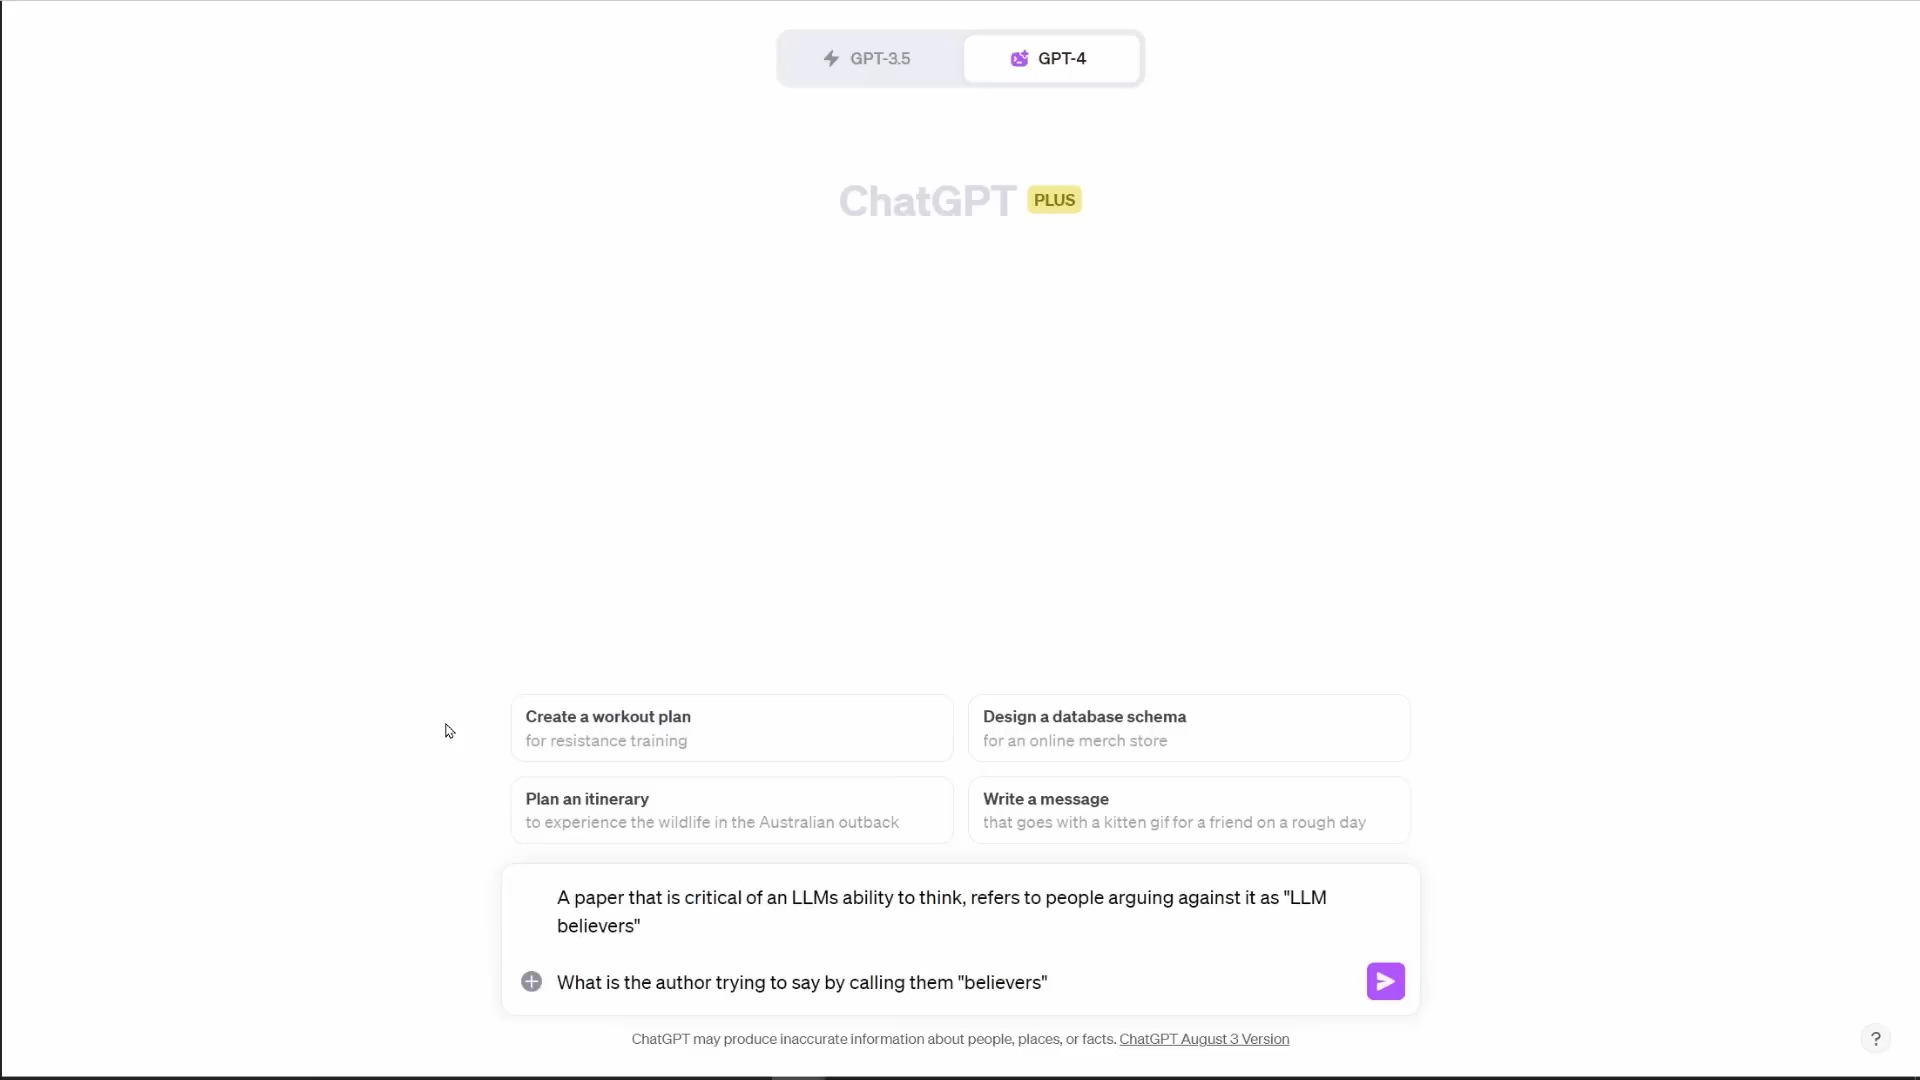 GPT-3.5
GPT-4
ChatGPT PLUS
Create a workout plan
for resistance training
Design a database schema
for an online merch store
Plan an itinerary
to experience the wildlife in the Australian outback
Write a message
that goes with a kitten gif for a friend on a rough day
A paper that is critical of an LLMs ability to think, refers to people arguing against it as "LLM
believers"
What is the author trying to say by calling them "believers"
ChatGPT may produce inaccurate information about people, places, or facts. ChatGPT August 3 Version
?